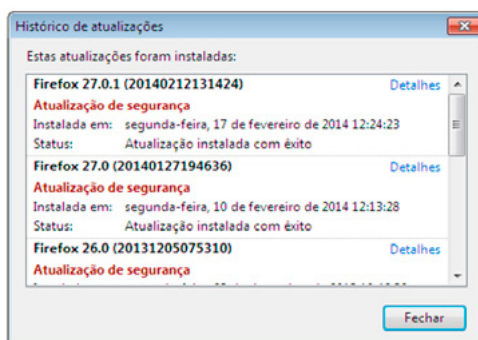 Histórico de atualizações
Estas atualizações foram instaladas:
Firefox 27.0.1 (20140212131424) Detalhes
Atualização de segurança
Instalada em: segunda-feira, 17 de fevereiro de 2014 12:24:23
Status: Atualização instalada com êxito
Firefox 27.0 (20140127194636) Detalhes
Atualização de segurança
Instalada em: segunda-feira, 10 de fevereiro de 2014 12:13:28
Status: Atualização instalada com êxito
Firefox 26.0 (20131205075310) Detalhes
Atualização de segurança
Fechar